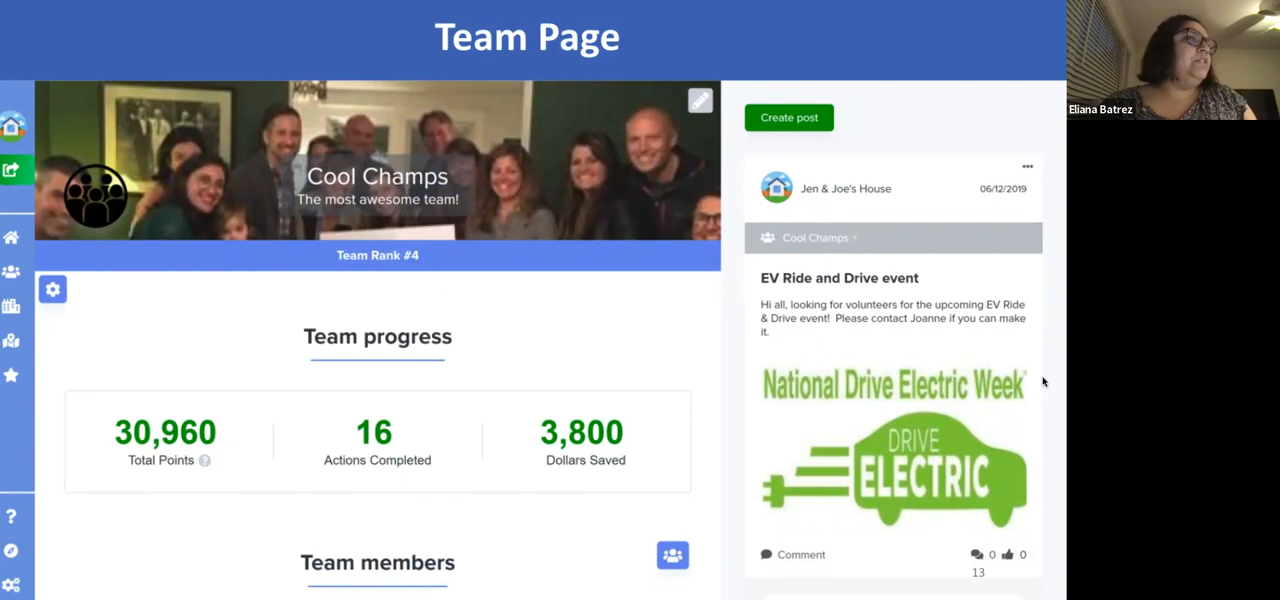 Team Page
Eliana Batrez
Cool Champs
The most awesome team!
Team Rank #4
Team progress
30,960
Total Points ?
16
Actions Completed
3,800
Dollars Saved
Team members
Create post
Jen & Joe's House
06/12/2019
Cool Champs >
EV Ride and Drive event
Hi all, looking for volunteers for the upcoming EV Ride
& Drive event! Please contact Joanne if you can make
it.
National Drive Electric Week
DRIVE
ELECTRIC
Comment
0
0
13
?